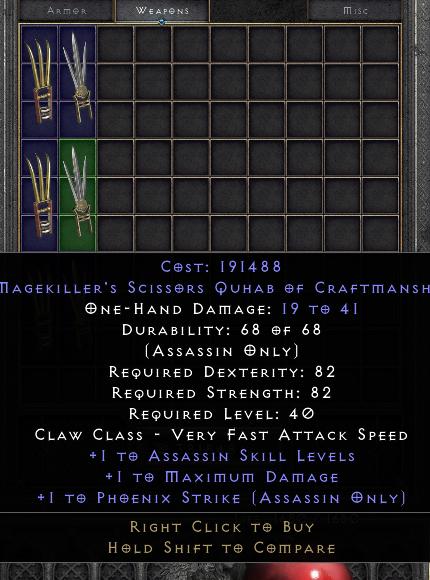 Armor
Weapons
Misc
Cost: 191488
Magekiller's Scissors Quhab of Craftmansh
One-Hand Damage: 19 to 41
Durability: 68 of 68
(Assassin Only)
Required Dexterity: 82
Required Strength: 82
Required Level: 40
Claw Class - Very Fast Attack Speed
+1 to Assassin Skill Levels
+1 to Maximum Damage
+1 to Phoenix Strike (Assassin Only)
Right Click to Buy
Hold Shift to Compare